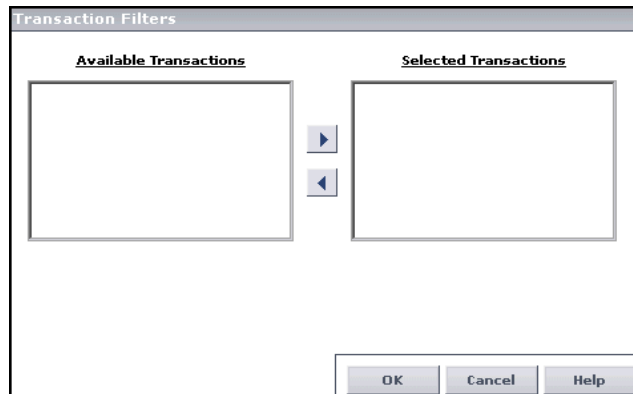 Transaction Filters
Available Transactions
Selected Transactions
OK
Cancel
Help